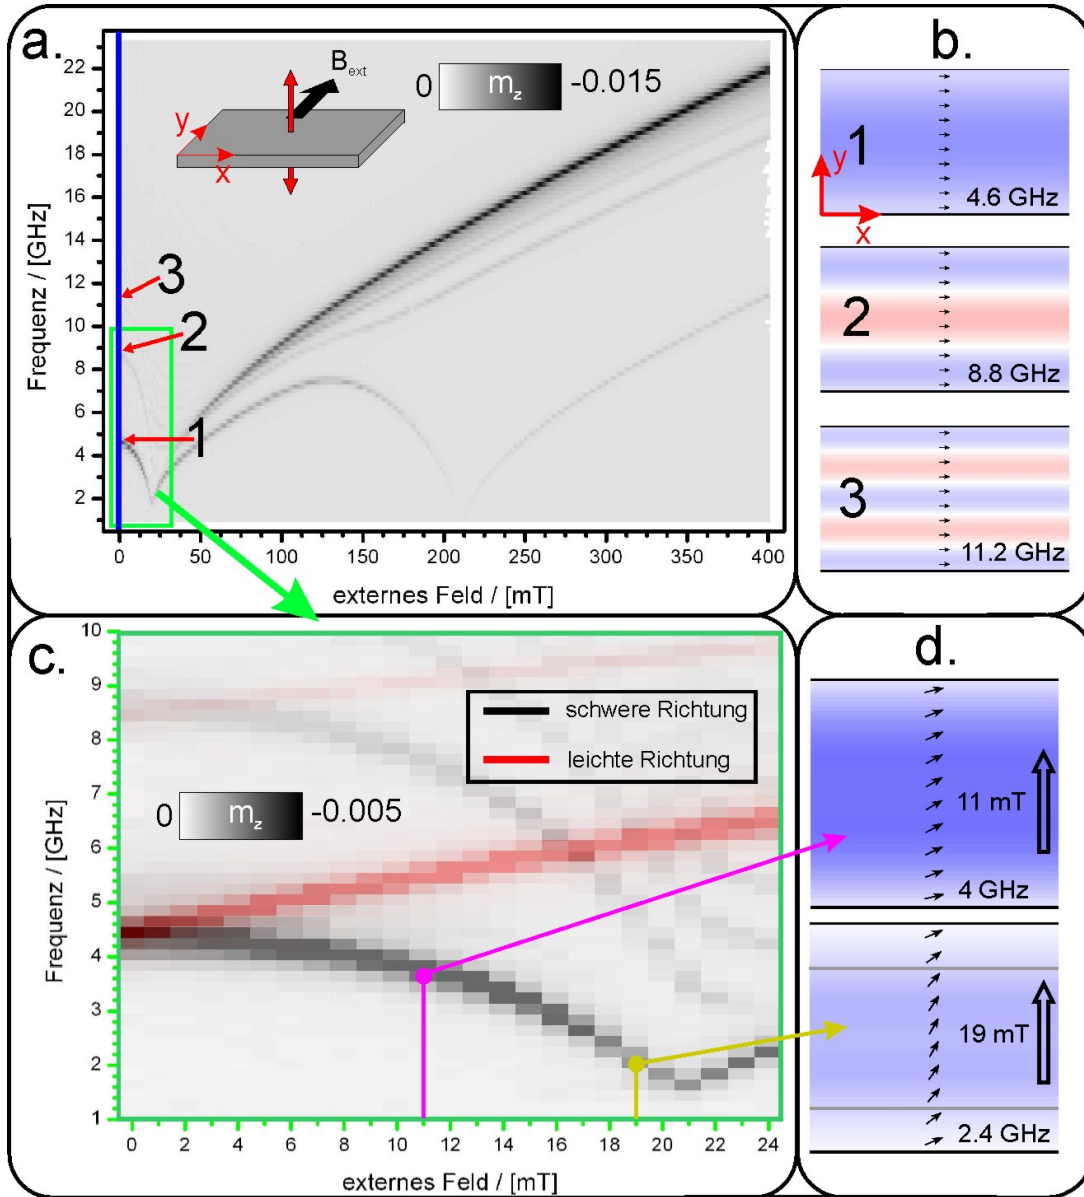 a.
Frequenz / [GHz]
22
20
18
16
14
12
10
8
6
4
2
0
50
100
150
200
250
300
350
400
externes Feld / [mT]
B ext
y
x
0 mz -0.015
3
2
1
b.
1
y
x
4.6 GHz
2
8.8 GHz
3
11.2 GHz
c.
Frequenz / [GHz]
10
9
8
7
6
5
4
3
2
1
0
2
4
6
8
10
12
14
16
18
20
22
24
externes Feld / [mT]
schwere Richtung
leichte Richtung
0 mz -0.005
d.
11 mT
4 GHz
19 mT
2.4 GHz